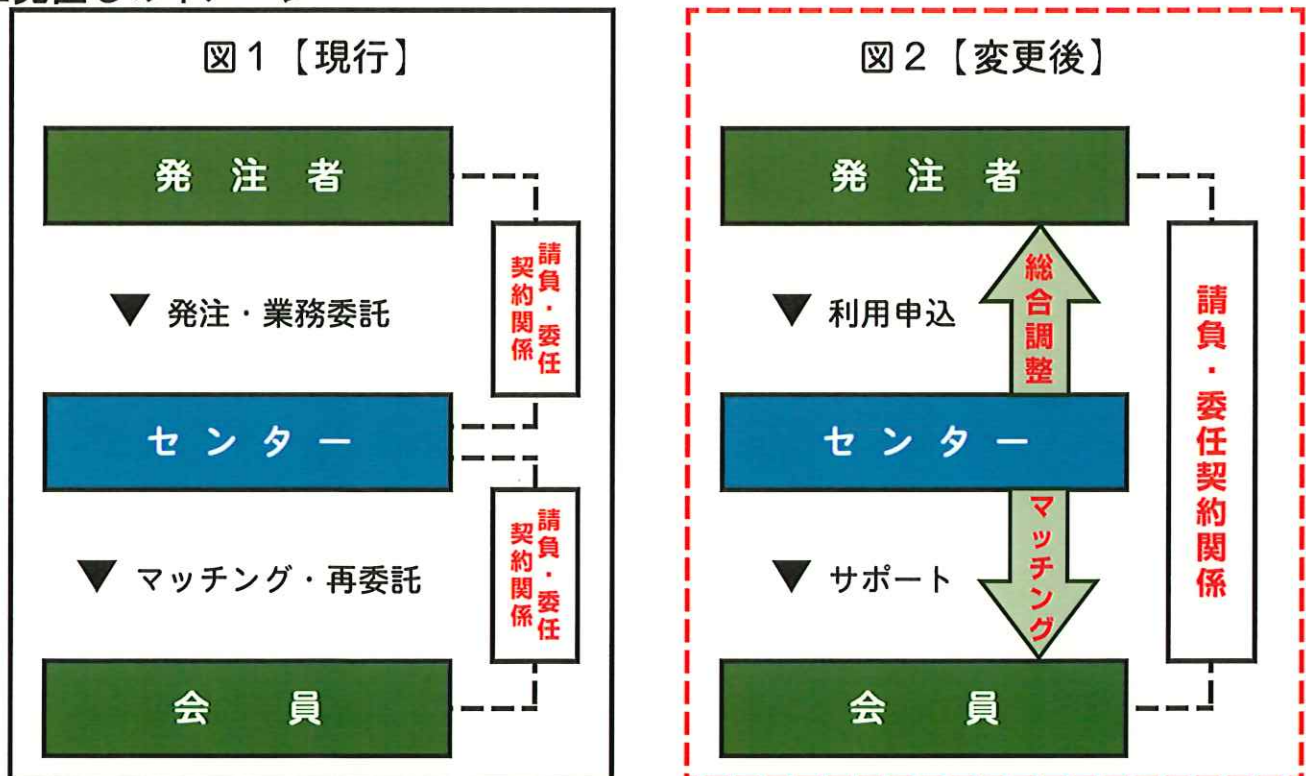 図1【現行】
発注者
請負・委任
契約関係
▼ 発注・業務委託
センター
請負・委任
契約関係
▼ マッチング・再委託
会員
図2【変更後】
発注者
総合調整
▼ 利用申込
請負・委任契約関係
センター
マッチング
▼ サポート
会員